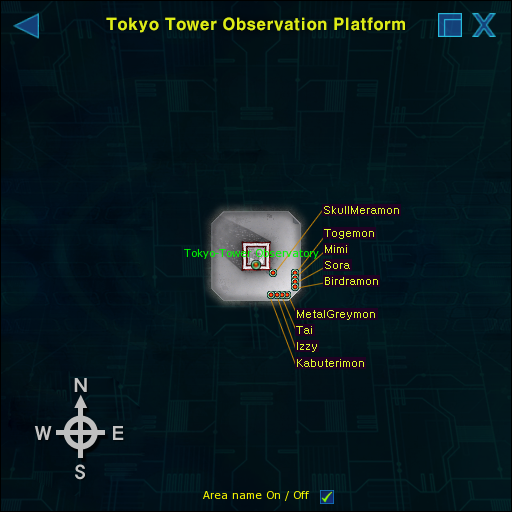 Tokyo Tower Observation Platform
SkullMeramon
Togemon
Mimi
Tokyo Tower Observatory
Sora
Birdramon
MetalGreymon
Tai
Izzy
Kabuterimon
N
W E
S
Area name On / Off